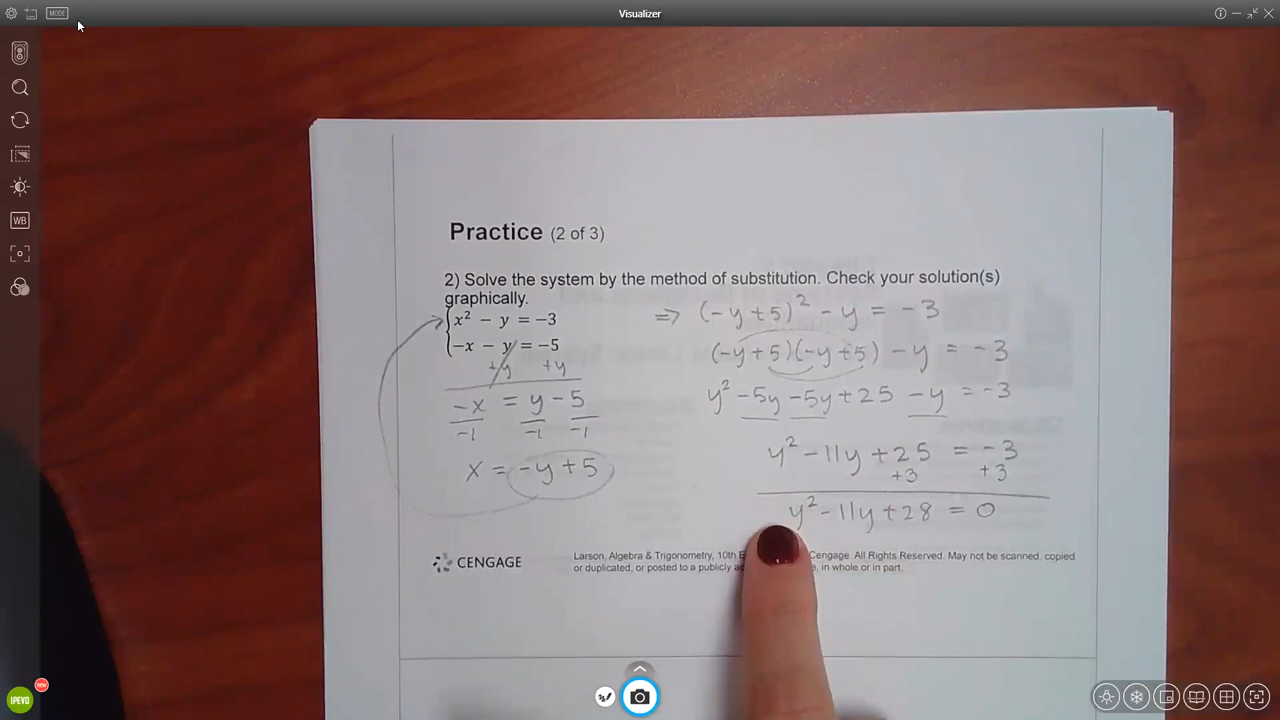 MODE
Visualizer
WB
Practice (2 of 3)
2) Solve the system by the method of substitution. Check your solution(s)
graphically.
x² − y = −3
−x − y = −5
+y +y
−x = y − 5
−1 −1 −1
x = −y + 5
⇒ (−y + 5)² − y = −3
(−y + 5)(−y + 5) − y = −3
y² − 5y − 5y + 25 − y = −3
y² − 11y + 25 = −3
+3 +3
y² − 11y + 28 = 0
CENGAGE
Larson, Algebra & Trigonometry, 10th Cengage. All Rights Reserved. May not be scanned, copied
or duplicated, or posted to a publicly in whole or in part.
new
IPEVO